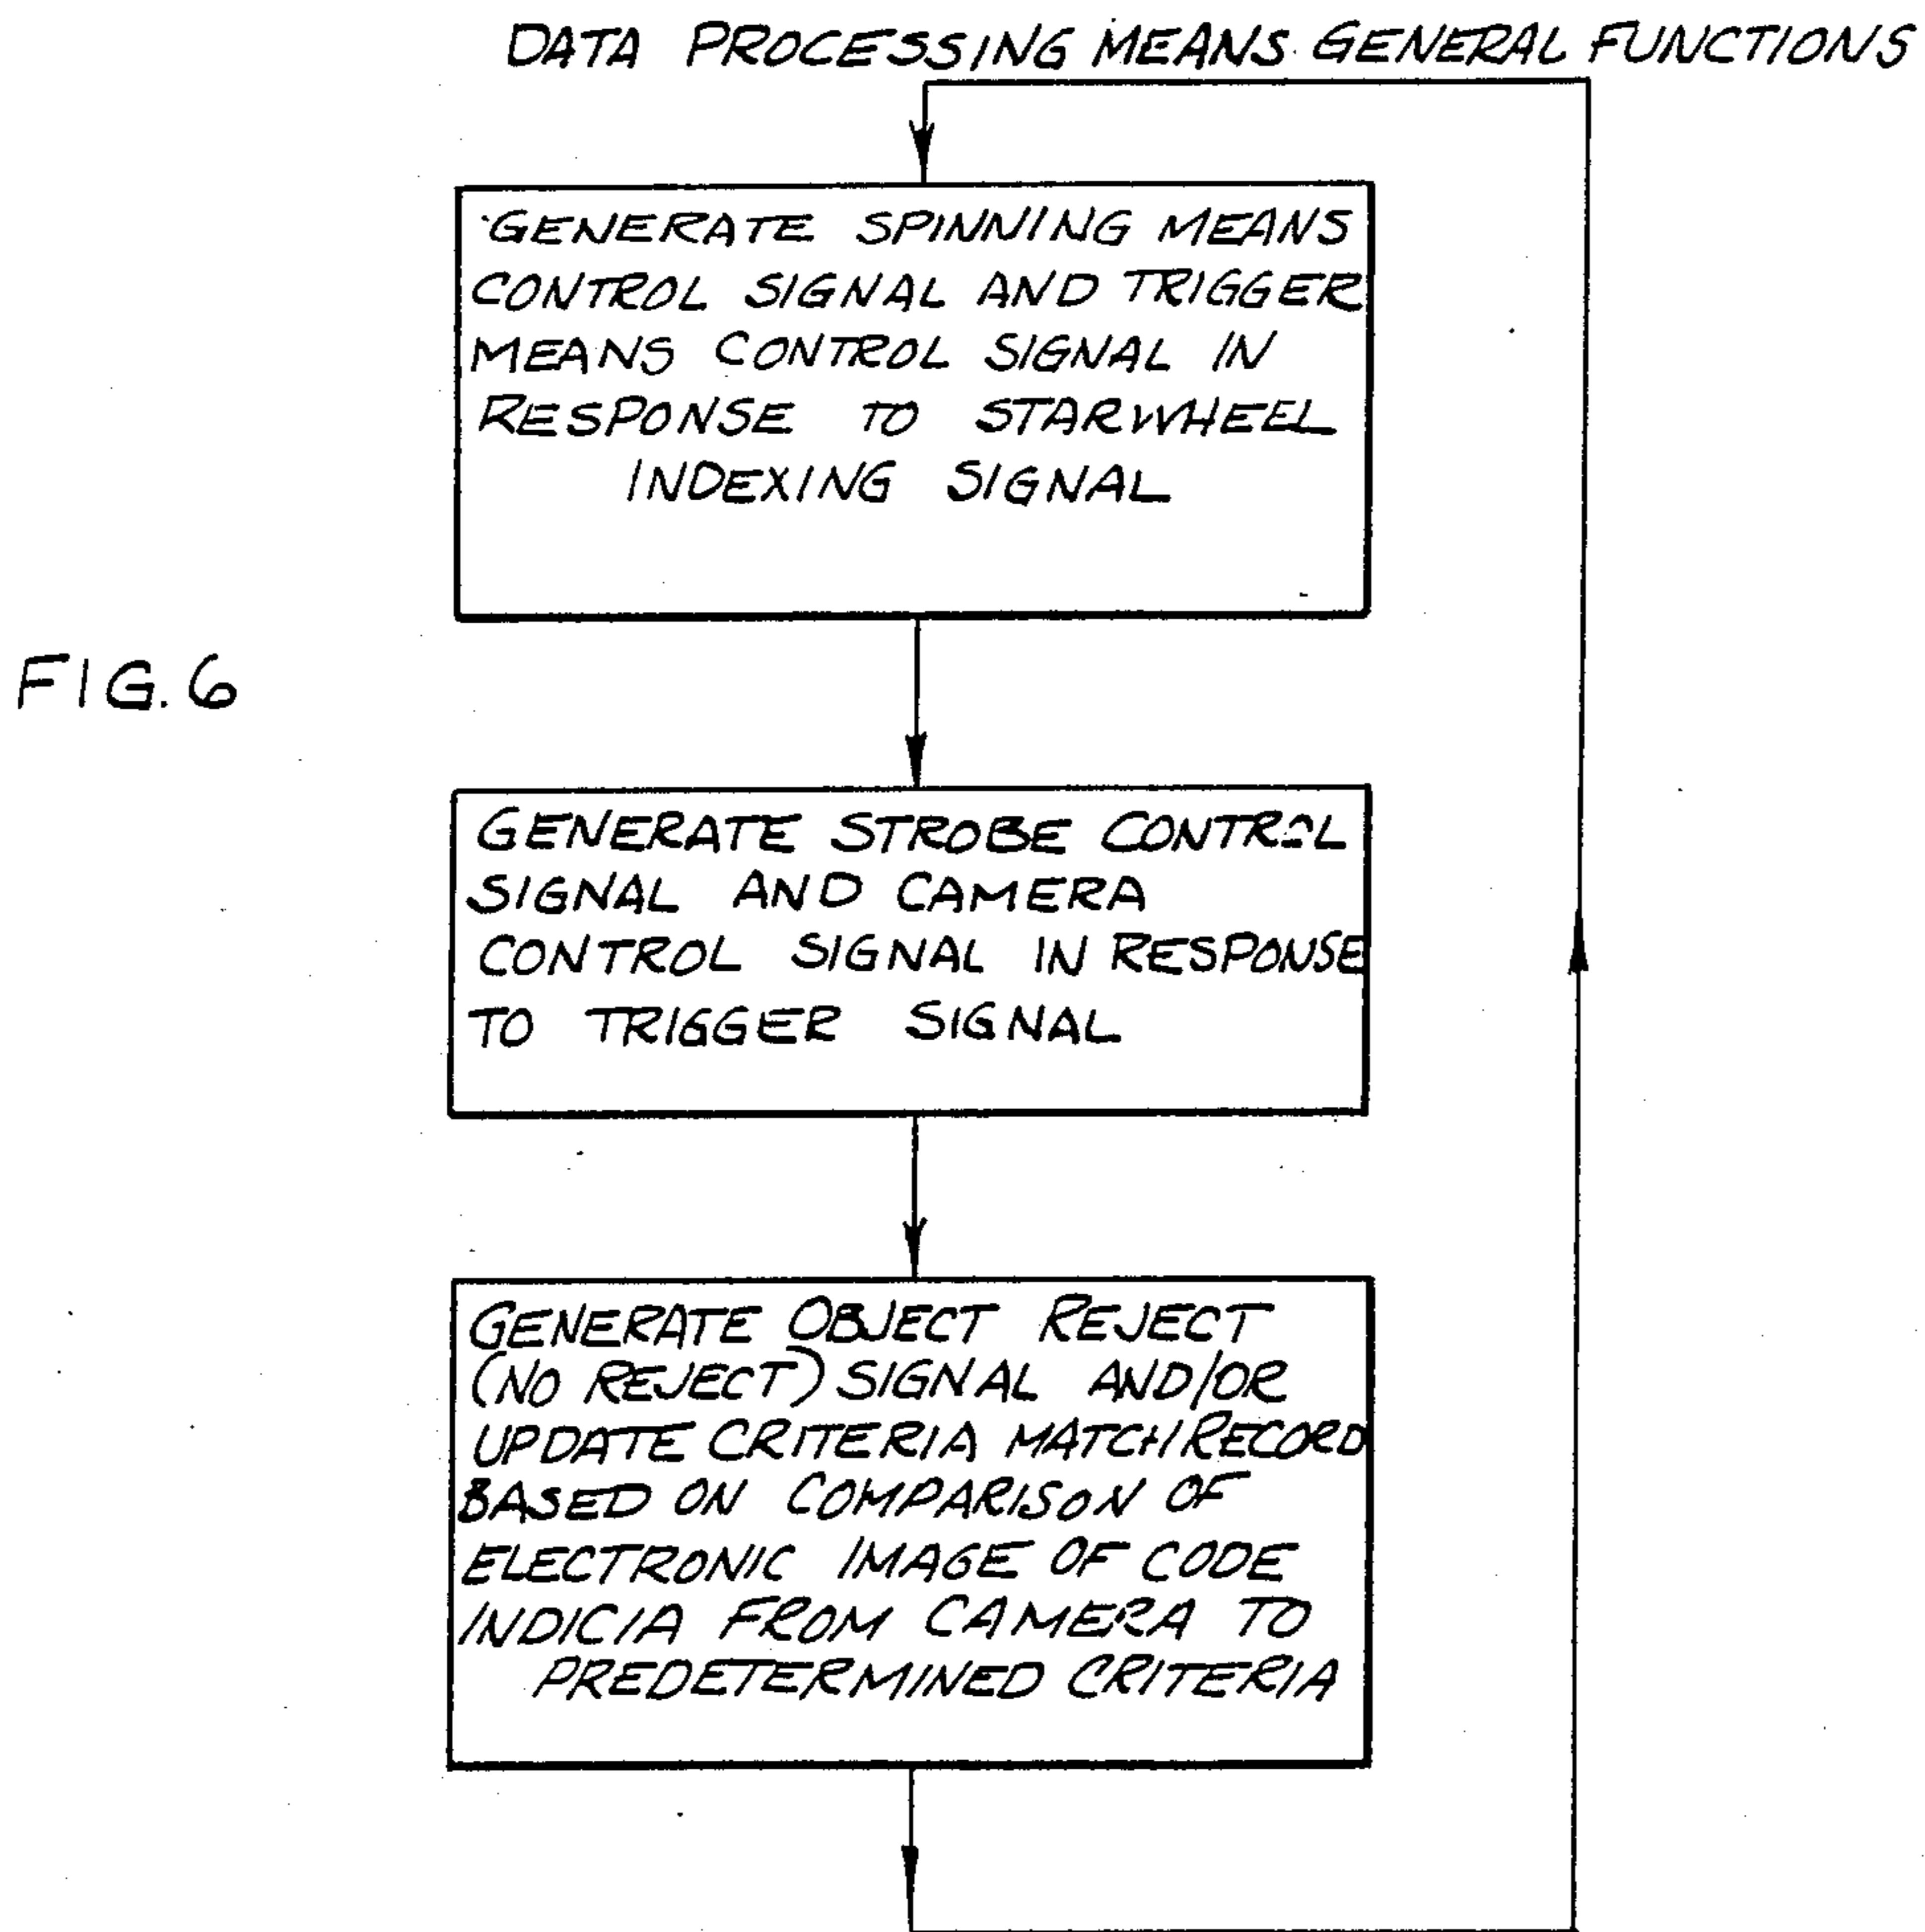 DATA PROCESSING MEANS GENERAL FUNCTIONS
GENERATE SPINNING MEANS
CONTROL SIGNAL AND TRIGGER
MEANS CONTROL SIGNAL IN
RESPONSE TO STARWHEEL
INDEXING SIGNAL
FIG. 6
GENERATE STROBE CONTROL
SIGNAL AND CAMERA
CONTROL SIGNAL IN RESPONSE
TO TRIGGER SIGNAL
GENERATE OBJECT REJECT
(NO REJECT) SIGNAL AND/OR
UPDATE CRITERIA MATCH RECORD
BASED ON COMPARISON OF
ELECTRONIC IMAGE OF CODE
INDICIA FROM CAMERA TO
PREDETERMINED CRITERIA